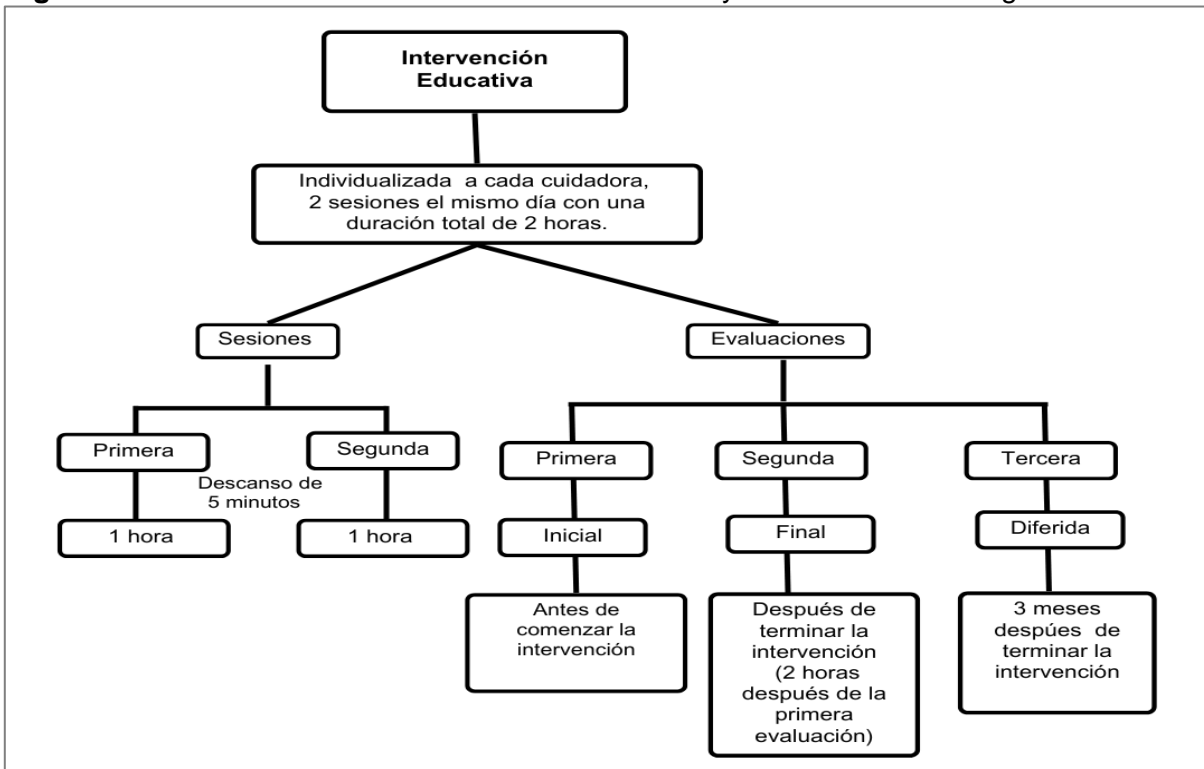 Intervención
Educativa
Individualizada a cada cuidadora,
2 sesiones el mismo día con una
duración total de 2 horas.
Sesiones
Evaluaciones
Primera
Segunda
Descanso de
5 minutos
1 hora
1 hora
Primera
Segunda
Tercera
Inicial
Final
Diferida
Antes de
comenzar la
intervención
Después de
terminar la
intervención
(2 horas
después de la
primera
evaluación)
3 meses
despúes de
terminar la
intervención